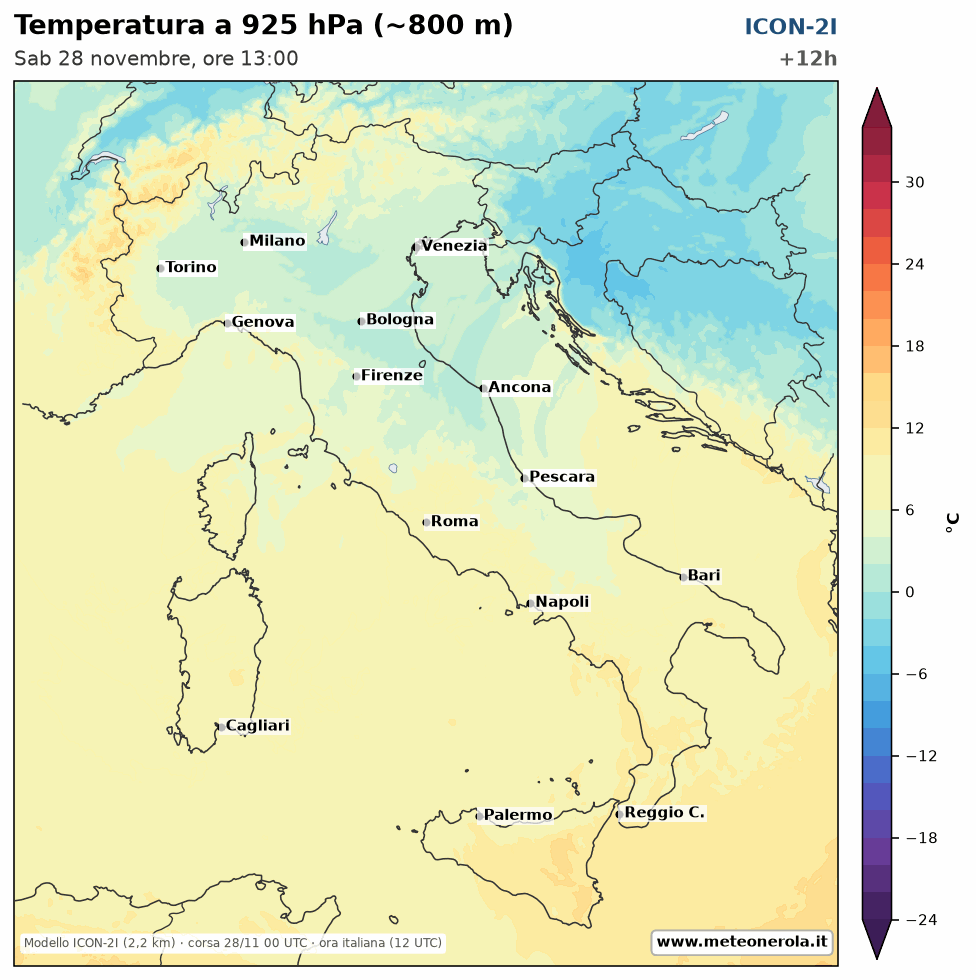 Temperatura a 925 hPa (~800 m)
ICON-2I
Sab 28 novembre, ore 13:00
+12h
Milano
Venezia
Torino
Genova
Bologna
Firenze
Ancona
Pescara
Roma
Bari
Napoli
Cagliari
Palermo
Reggio C.
30
24
18
12
6
0
−6
−12
−18
−24
°C
Modello ICON-2I (2,2 km) · corsa 28/11 00 UTC · ora italiana (12 UTC)
www.meteonerola.it